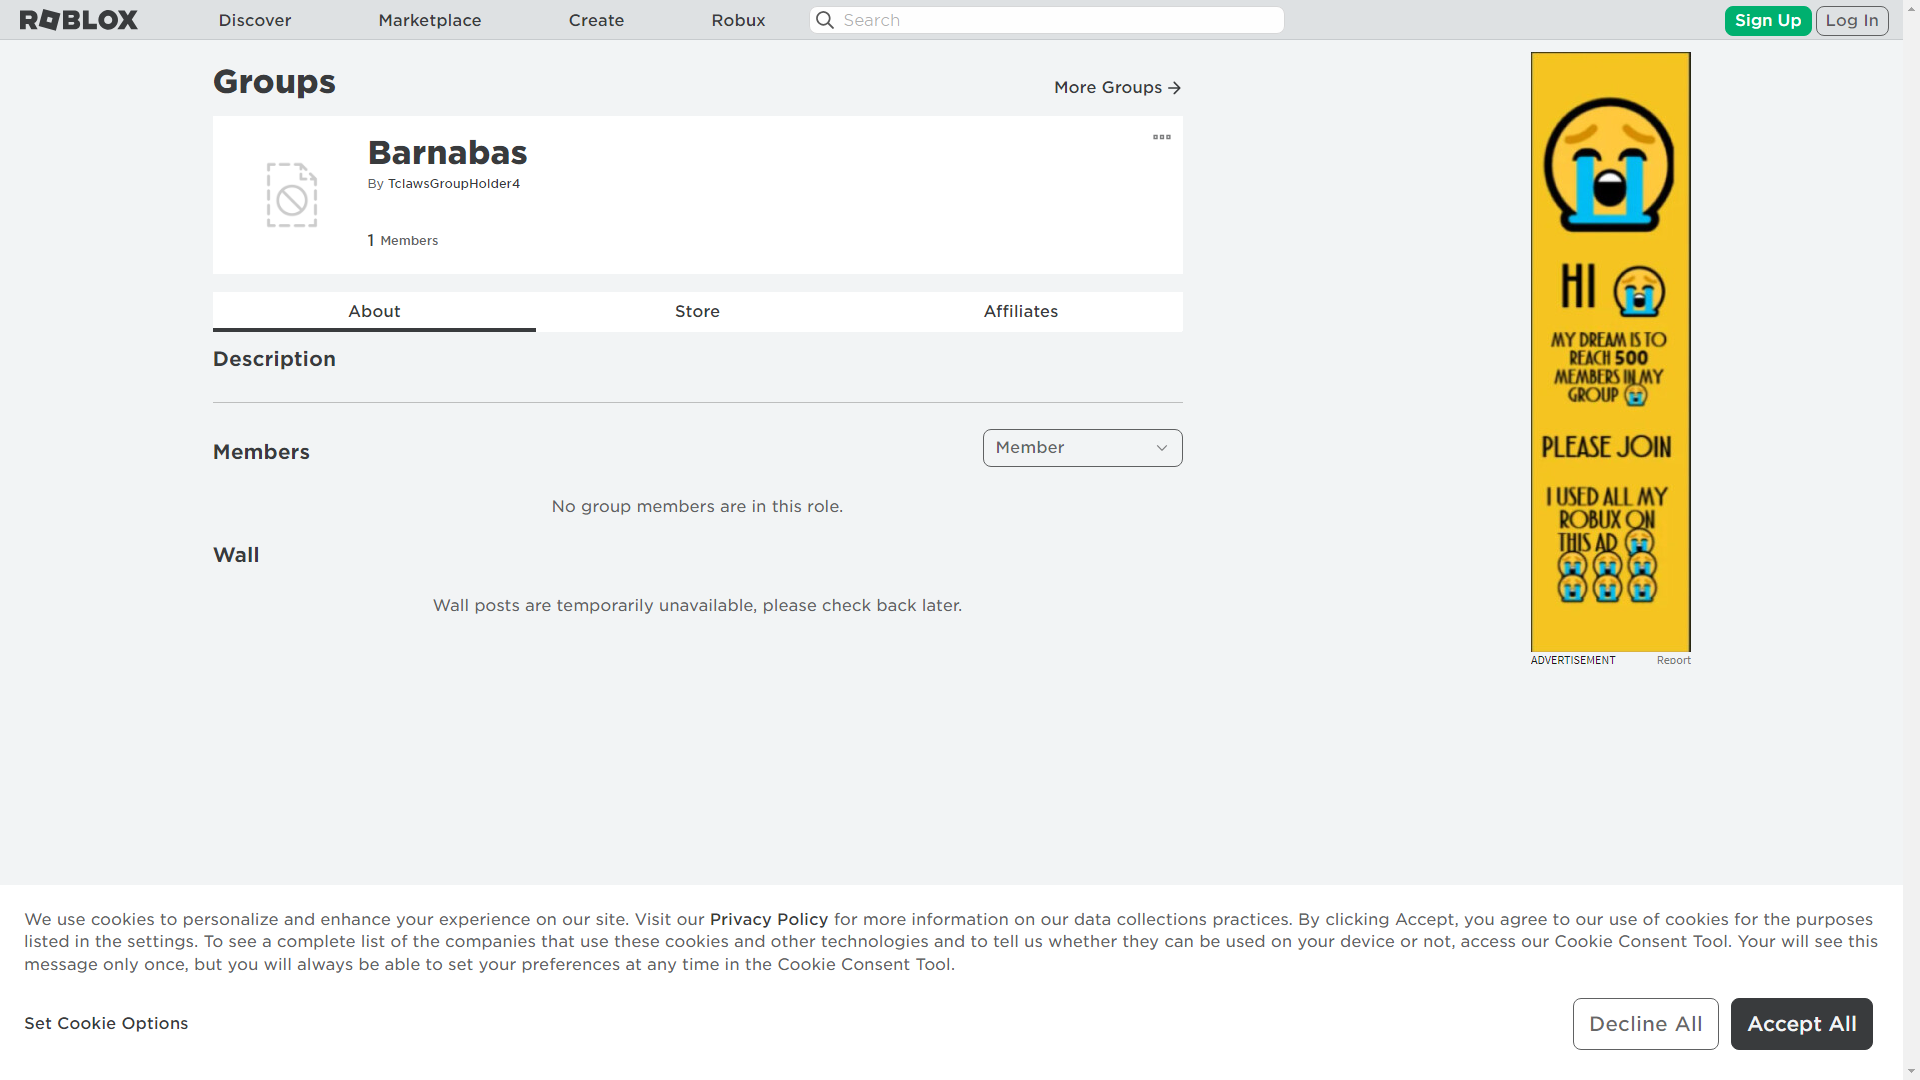 ROBLOX
Discover
Marketplace
Create
Robux
Search
Sign Up
Log In
Groups
More Groups
Barnabas
By TclawsGroupHolder4
1 Members
About
Store
Affiliates
Description
Members
Member
No group members are in this role.
Wall
Wall posts are temporarily unavailable, please check back later.
HI
MY DREAM IS TO
REACH 500
MEMBERS IN MY
GROUP
PLEASE JOIN
I USED ALL MY
ROBUX ON
THIS AD
ADVERTISEMENT
Report
We use cookies to personalize and enhance your experience on our site. Visit our Privacy Policy for more information on our data collections practices. By clicking Accept, you agree to our use of cookies for the purposes
listed in the settings. To see a complete list of the companies that use these cookies and other technologies and to tell us whether they can be used on your device or not, access our Cookie Consent Tool. Your will see this
message only once, but you will always be able to set your preferences at any time in the Cookie Consent Tool.
Set Cookie Options
Decline All
Accept All